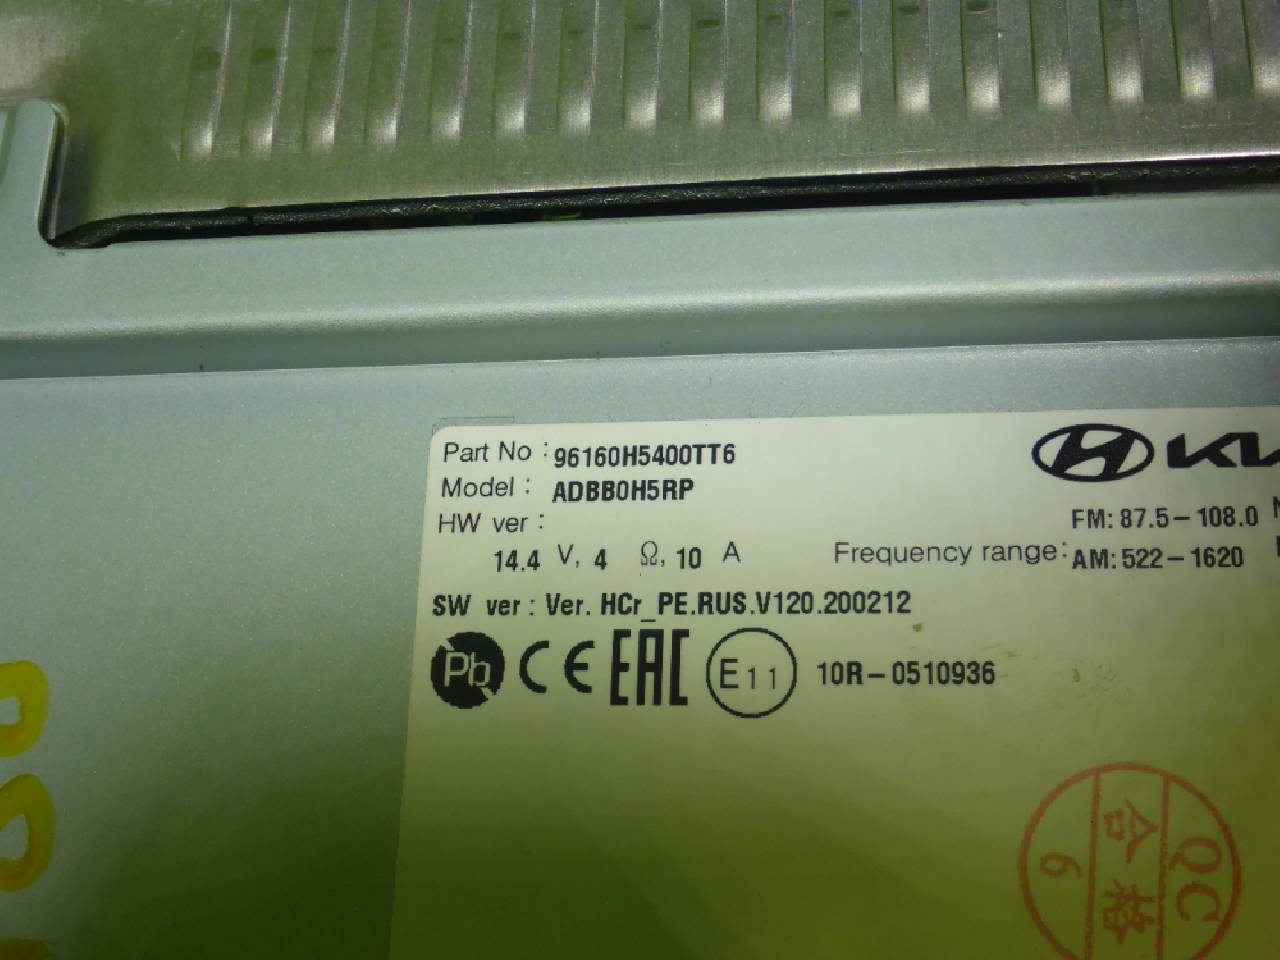 Part No : 96160H5400TT6
Model : ADBB0H5RP
HW ver :
14.4 V, 4 Ω, 10 A
FM: 87.5-108.0
Frequency range: AM: 522-1620
SW ver : Ver. HCr_PE.RUS.V120.200212
Pb CE EAC E11 10R-0510936
QC
合格
6